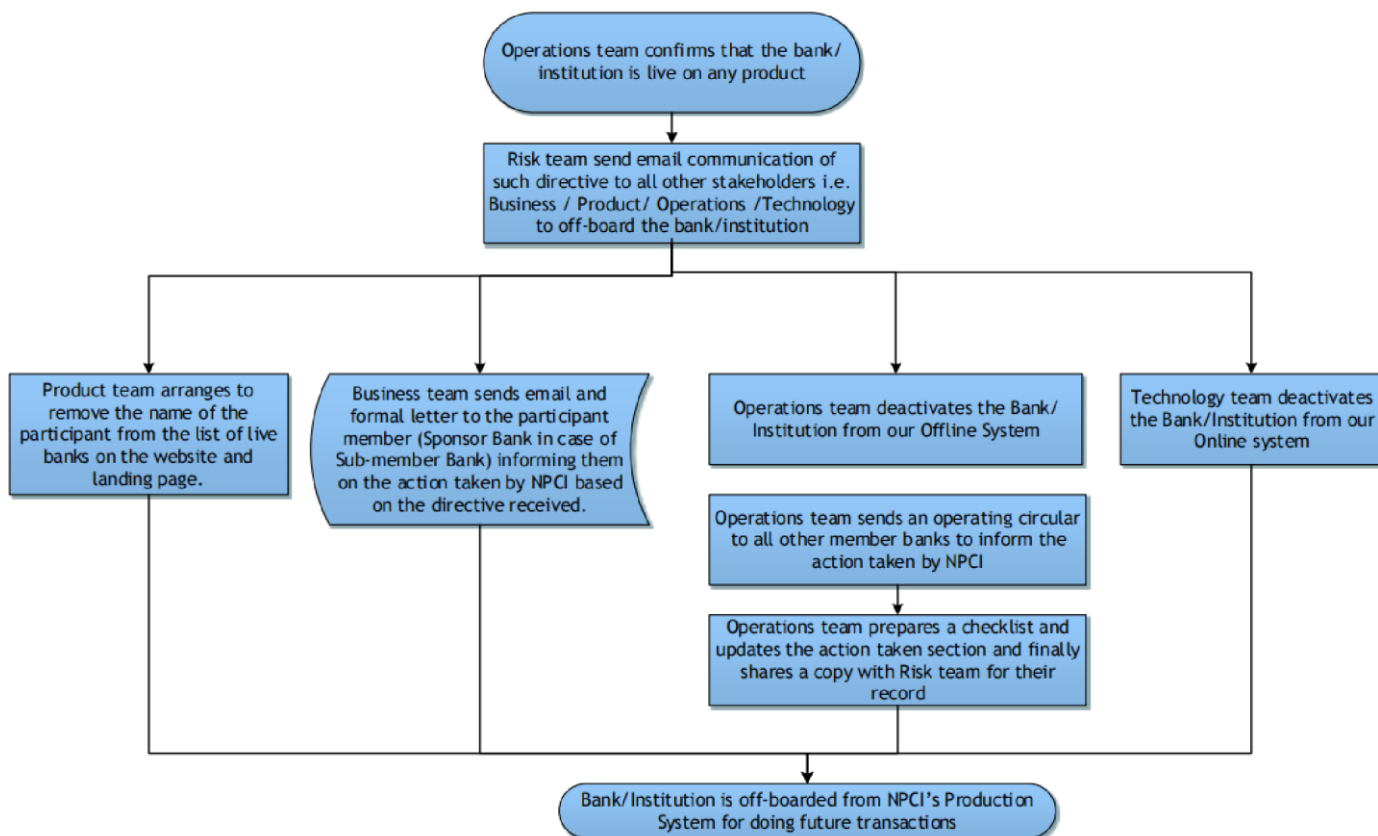 Operations team confirms that the bank/
institution is live on any product
Risk team send email communication of
such directive to all other stakeholders i.e.
Business / Product/ Operations /Technology
to off-board the bank/institution
Product team arranges to
remove the name of the
participant from the list of live
banks on the website and
landing page.
Business team sends email and
formal letter to the participant
member (Sponsor Bank in case of
Sub-member Bank) informing them
on the action taken by NPCI based
on the directive received.
Operations team deactivates the Bank/
Institution from our Offline System
Technology team deactivates
the Bank/Institution from our
Online system
Operations team sends an operating circular
to all other member banks to inform the
action taken by NPCI
Operations team prepares a checklist and
updates the action taken section and finally
shares a copy with Risk team for their
record
Bank/Institution is off-boarded from NPCI's Production
System for doing future transactions